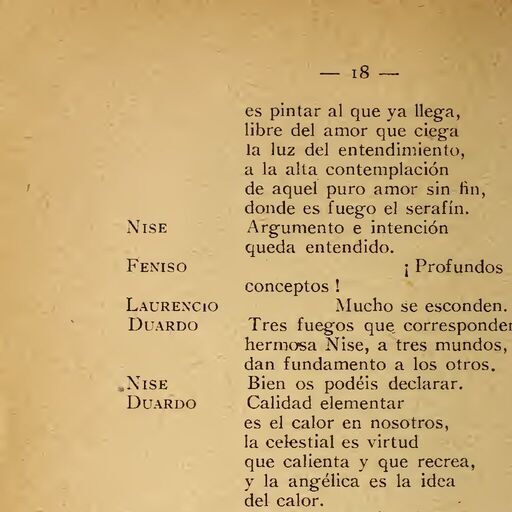 — 18 —
es pintar al que ya llega,
libre del amor que ciega
la luz del entendimiento,
a la alta contemplación
de aquel puro amor sin fin,
donde es fuego el serafín.
NISE Argumento e intención
queda entendido.
FENISO ¡ Profundos
conceptos !
LAURENCIO Mucho se esconden.
DUARDO Tres fuegos que corresponden
hermosa Nise, a tres mundos,
dan fundamento a los otros.
NISE Bien os podéis declarar.
DUARDO Calidad elementar
es el calor en nosotros,
la celestial es virtud
que calienta y que recrea,
y la angélica es la idea
del calor.